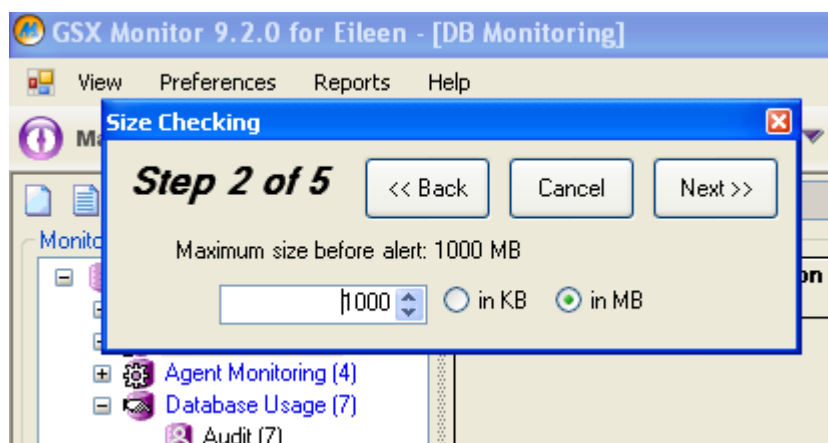 GSX Monitor 9.2.0 for Eileen - [DB Monitoring]
View Preferences Reports Help
Size Checking
Step 2 of 5 << Back Cancel Next >>
Maximum size before alert: 1000 MB
1000 in KB in MB
Agent Monitoring (4)
Database Usage (7)
Audit (7)